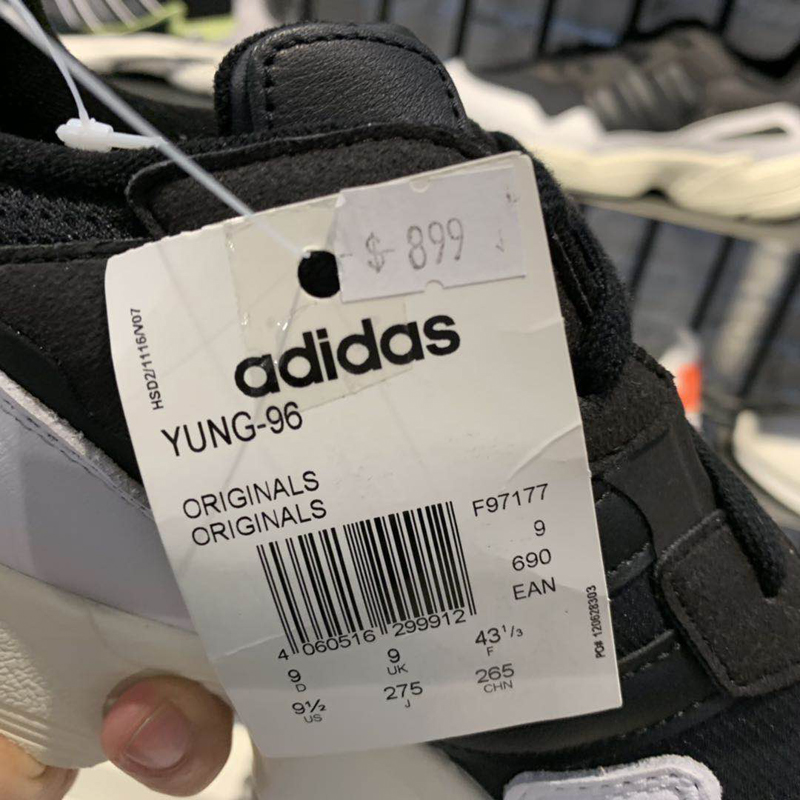 $ 899
adidas
HSD2/1116/V07
YUNG-96
ORIGINALS
ORIGINALS
F97177
9
690
EAN
4 060516 299912
9 D
9 UK
43 1/3 F
9½ US
275 J
265 CHN
PO# 120628303